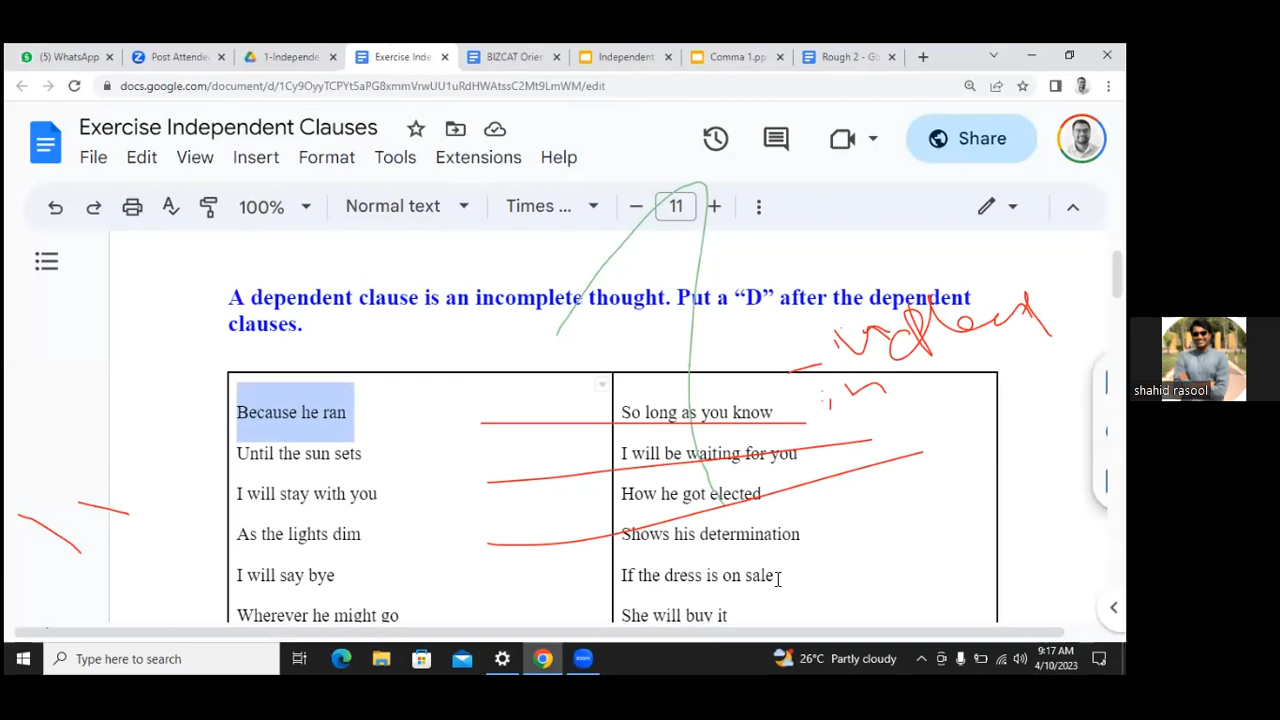 (5) WhatsApp
Post Attende
1-Independe
Exercise Inde
BIZCAT Orier
Independent
Comma 1.pp
Rough 2 - Go
docs.google.com/document/d/1Cy9OyyTCPYt5aPG8xmmVrwUU1uRdHWAtssC2Mt9LmWM/edit
Exercise Independent Clauses
File Edit View Insert Format Tools Extensions Help
Share
100% Normal text Times ... 11
A dependent clause is an incomplete thought. Put a “D” after the dependent
clauses.
Because he ran
Until the sun sets
I will stay with you
As the lights dim
I will say bye
Wherever he might go
So long as you know
I will be waiting for you
How he got elected
Shows his determination
If the dress is on sale
She will buy it
in
shahid rasool
Type here to search
26°C Partly cloudy
9:17 AM
4/10/2023